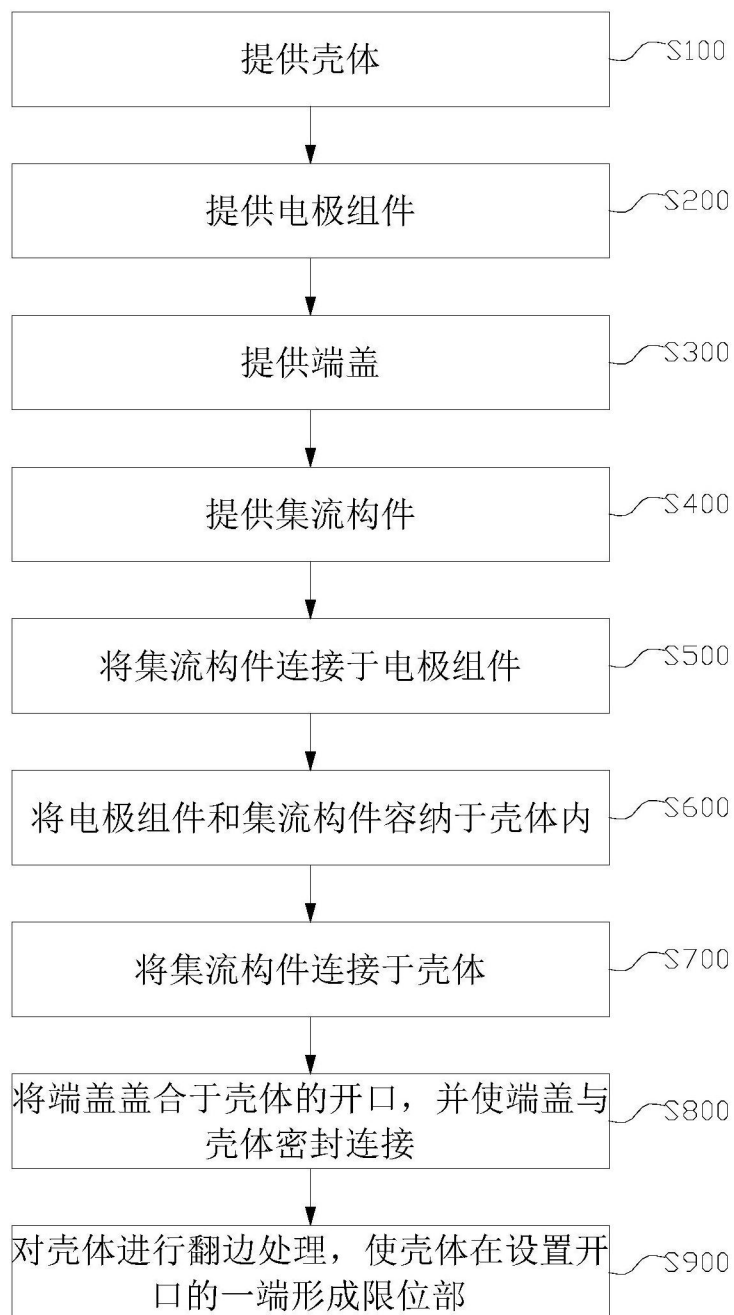 提供壳体
S100
提供电极组件
S200
提供端盖
S300
提供集流构件
S400
将集流构件连接于电极组件
S500
将电极组件和集流构件容纳于壳体内
S600
将集流构件连接于壳体
S700
将端盖盖合于壳体的开口，并使端盖与
壳体密封连接
S800
对壳体进行翻边处理，使壳体在设置开
口的一端形成限位部
S900